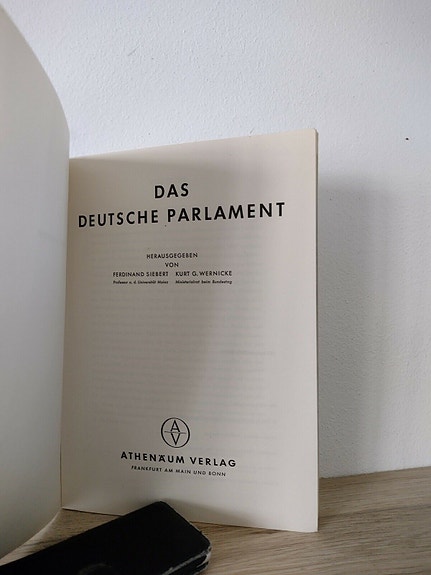 DAS
DEUTSCHE PARLAMENT
HERAUSGEGEBEN
VON
FERDINAND SIEBERT KURT G. WERNICKE
Professor a. d. Universität Mainz Ministerialrat beim Bundestag
A
V
ATHENÄUM VERLAG
FRANKFURT AM MAIN UND BONN